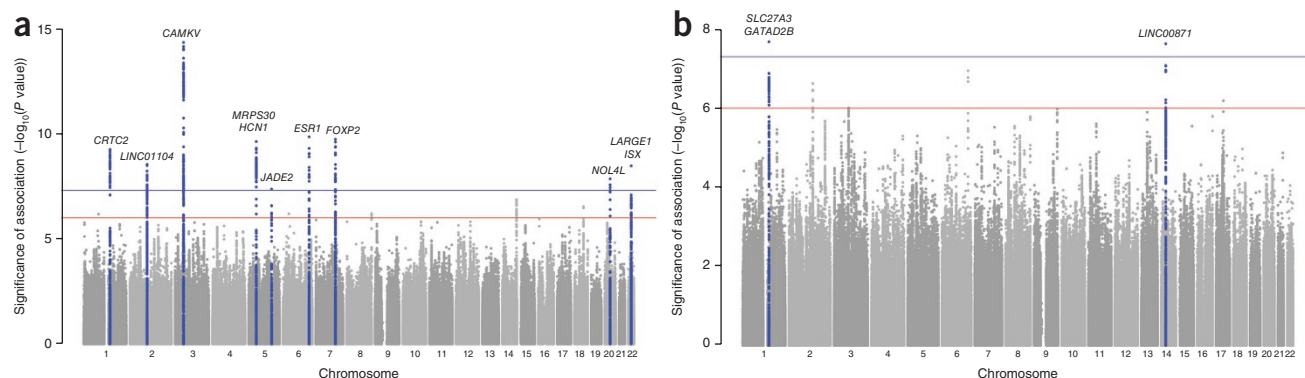 a
Significance of association (–log10(P value))
15
10
5
0
CAMKV
CRTC2
LINC01104
MRPS30
HCN1
JADE2
ESR1
FOXP2
LARGE1
ISX
NOL4L
1 2 3 4 5 6 7 8 9 10 11 12 13 14 15 16 17 18 19 20 21 22
Chromosome
b
Significance of association (–log10(P value))
8
6
4
2
0
SLC27A3
GATAD2B
LINC00871
1 2 3 4 5 6 7 8 9 10 11 12 13 14 15 16 17 18 19 20 21 22
Chromosome